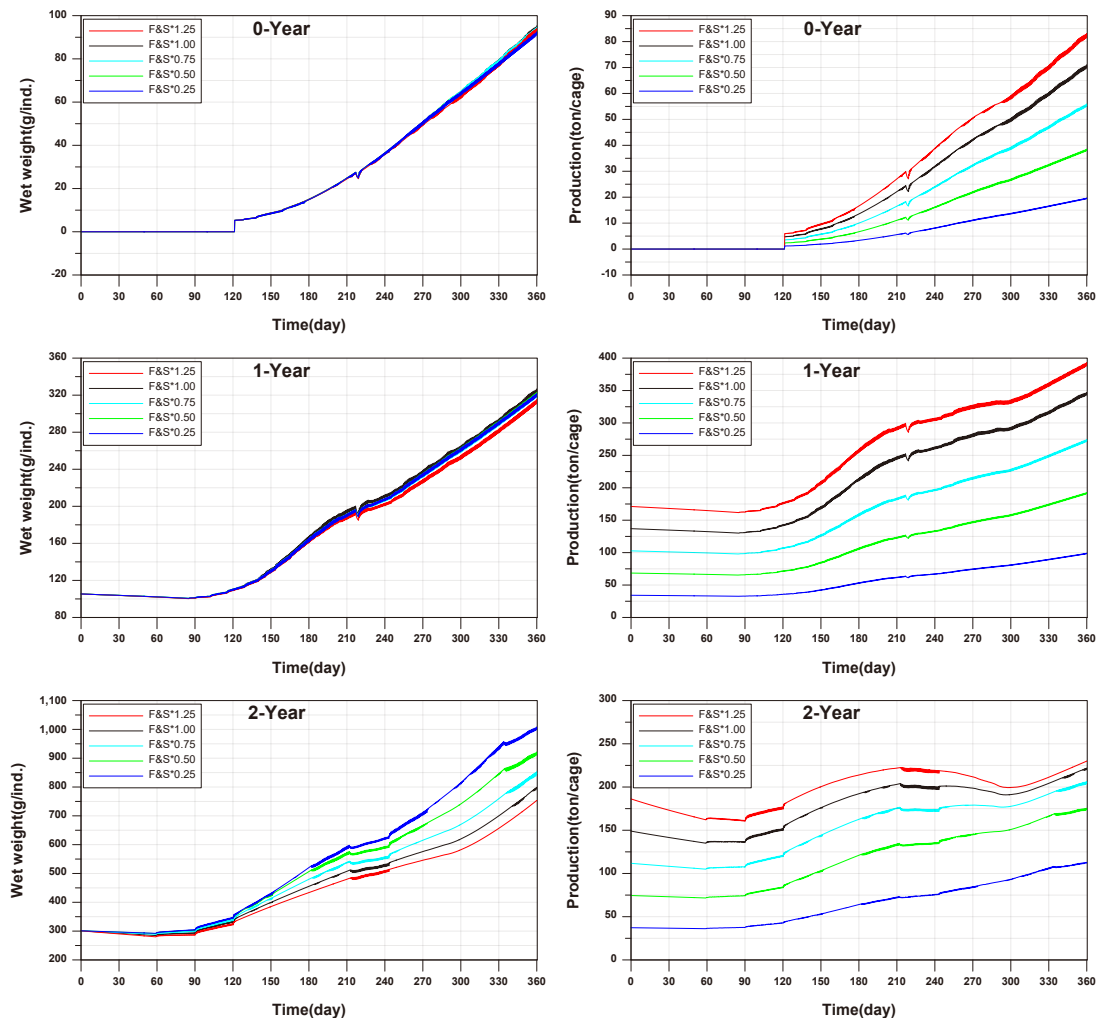 0-Year
F&S*1.25
F&S*1.00
F&S*0.75
F&S*0.50
F&S*0.25
Wet weight(g/ind.)
100
80
60
40
20
0
-20
0 30 60 90 120 150 180 210 240 270 300 330 360
Time(day)
0-Year
F&S*1.25
F&S*1.00
F&S*0.75
F&S*0.50
F&S*0.25
Production(ton/cage)
90
80
70
60
50
40
30
20
10
0
-10
0 30 60 90 120 150 180 210 240 270 300 330 360
Time(day)
1-Year
F&S*1.25
F&S*1.00
F&S*0.75
F&S*0.50
F&S*0.25
Wet weight(g/ind.)
360
320
280
240
200
160
120
80
0 30 60 90 120 150 180 210 240 270 300 330 360
Time(day)
1-Year
F&S*1.25
F&S*1.00
F&S*0.75
F&S*0.50
F&S*0.25
Production(ton/cage)
400
350
300
250
200
150
100
50
0
0 30 60 90 120 150 180 210 240 270 300 330 360
Time(day)
2-Year
F&S*1.25
F&S*1.00
F&S*0.75
F&S*0.50
F&S*0.25
Wet weight(g/ind.)
1,100
1,000
900
800
700
600
500
400
300
200
0 30 60 90 120 150 180 210 240 270 300 330 360
Time(day)
2-Year
F&S*1.25
F&S*1.00
F&S*0.75
F&S*0.50
F&S*0.25
Production(ton/cage)
300
250
200
150
100
50
0
0 30 60 90 120 150 180 210 240 270 300 330 360
Time(day)